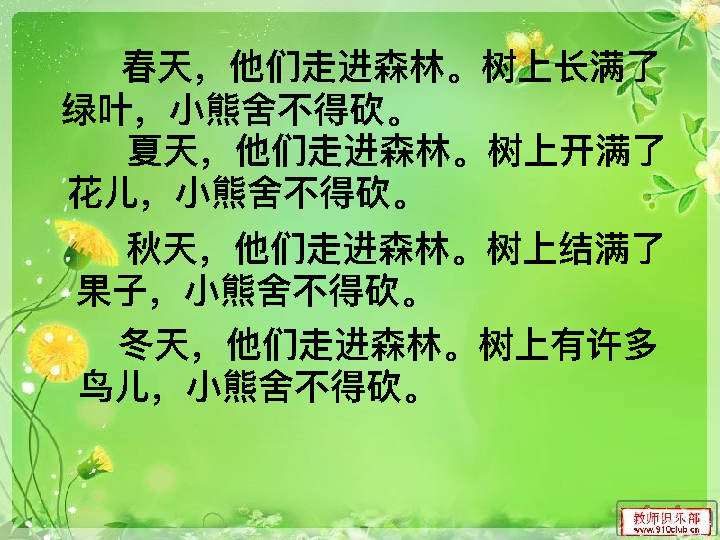 春天，他们走进森林。树上长满了
绿叶，小熊舍不得砍。
夏天，他们走进森林。树上开满了
花儿，小熊舍不得砍。
秋天，他们走进森林。树上结满了
果子，小熊舍不得砍。
冬天，他们走进森林。树上有许多
鸟儿，小熊舍不得砍。
教师俱乐部
www.910club.cn